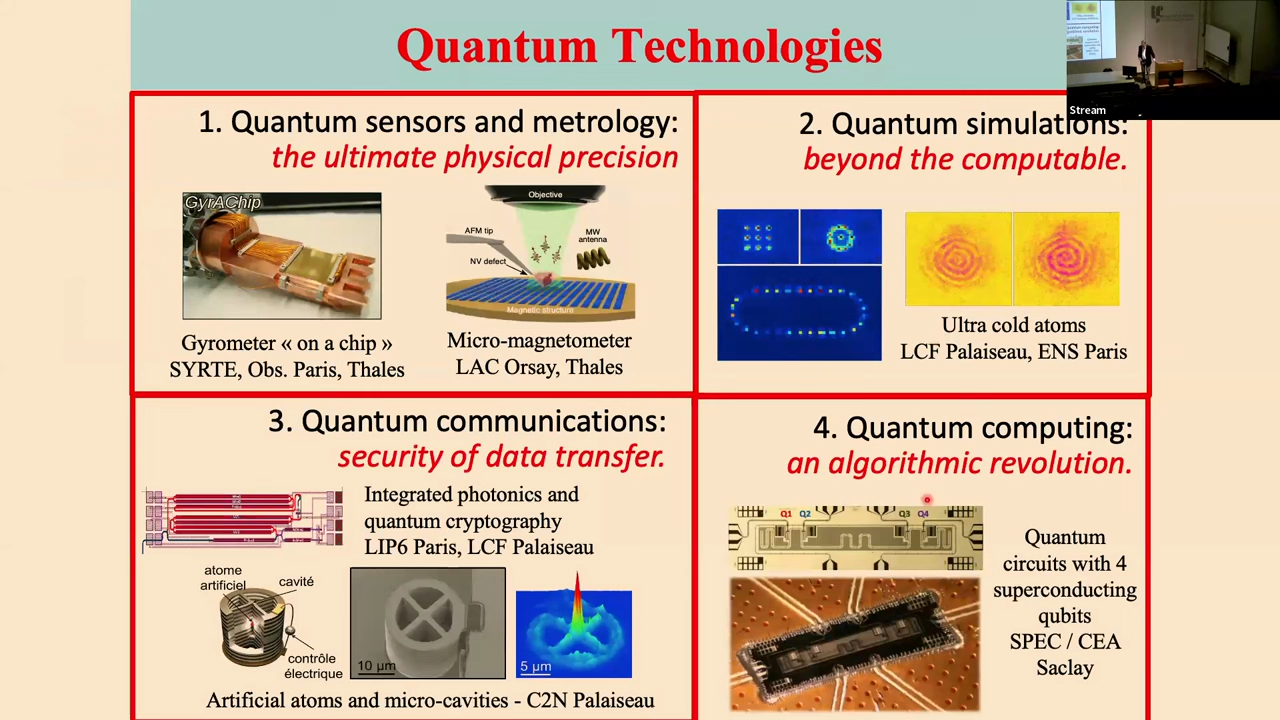 Quantum Technologies
Stream
1. Quantum sensors and metrology:
the ultimate physical precision
GyrAChip
Objective
AFM tip
MW
antenna
NV defect
Magnetic structure
Gyrometer « on a chip »
SYRTE, Obs. Paris, Thales
Micro-magnetometer
LAC Orsay, Thales
2. Quantum simulations:
beyond the computable.
Ultra cold atoms
LCF Palaiseau, ENS Paris
3. Quantum communications:
security of data transfer.
Integrated photonics and
quantum cryptography
LIP6 Paris, LCF Palaiseau
atome
artificiel
cavité
contrôle
électrique
10 µm
5 µm
Artificial atoms and micro-cavities - C2N Palaiseau
4. Quantum computing:
an algorithmic revolution.
Q1 Q2 Q3 Q4
Quantum
circuits with 4
superconducting
qubits
SPEC / CEA
Saclay